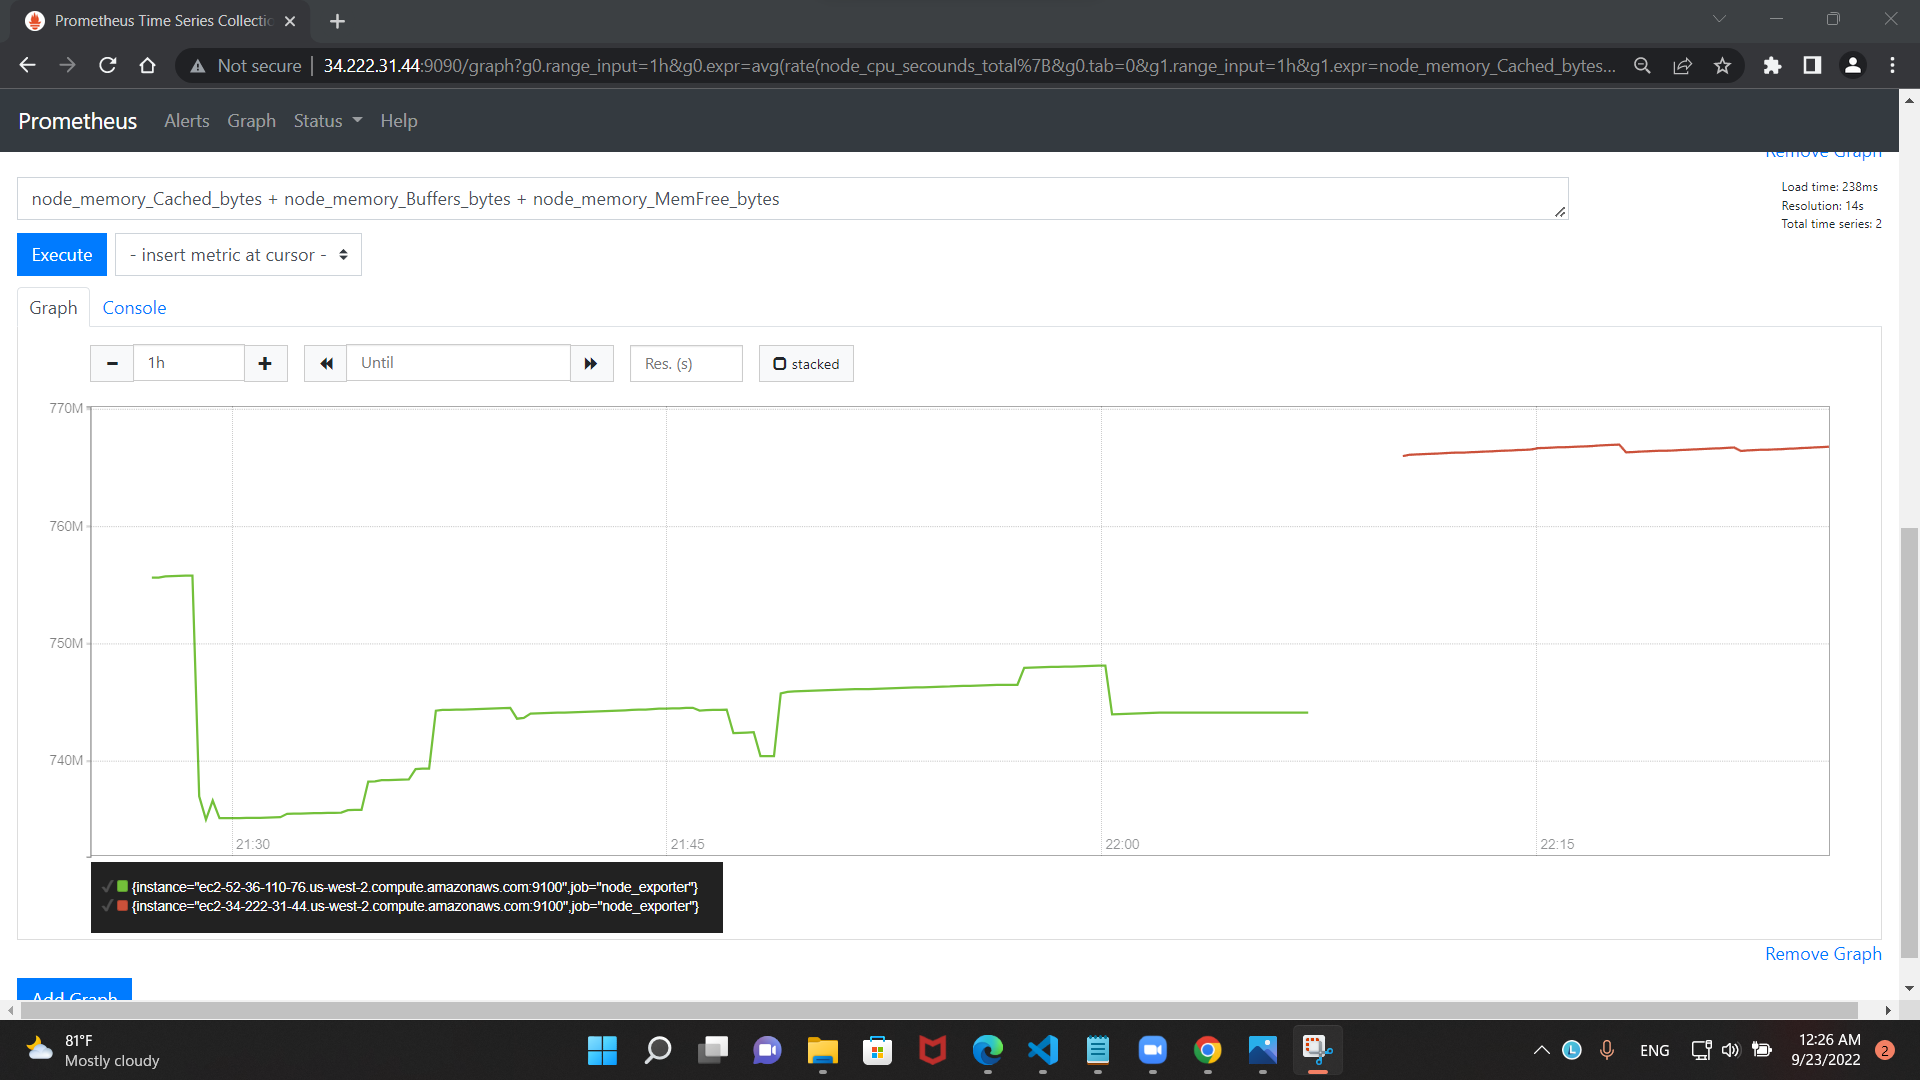 Prometheus Time Series Collectio
Not secure
34.222.31.44:9090/graph?g0.range_input=1h&g0.expr=avg(rate(node_cpu_secounds_total%7B&g0.tab=0&g1.range_input=1h&g1.expr=node_memory_Cached_bytes...
Prometheus Alerts Graph Status Help
Remove Graph
node_memory_Cached_bytes + node_memory_Buffers_bytes + node_memory_MemFree_bytes
Load time: 238ms
Resolution: 14s
Total time series: 2
Execute
- insert metric at cursor -
Graph Console
1h
Until
Res. (s)
stacked
770M
760M
750M
740M
21:30 21:45 22:00 22:15
{instance="ec2-52-36-110-76.us-west-2.compute.amazonaws.com:9100",job="node_exporter"}
{instance="ec2-34-222-31-44.us-west-2.compute.amazonaws.com:9100",job="node_exporter"}
Remove Graph
Add Graph
81°F
Mostly cloudy
L
ENG
12:26 AM
9/23/2022
2